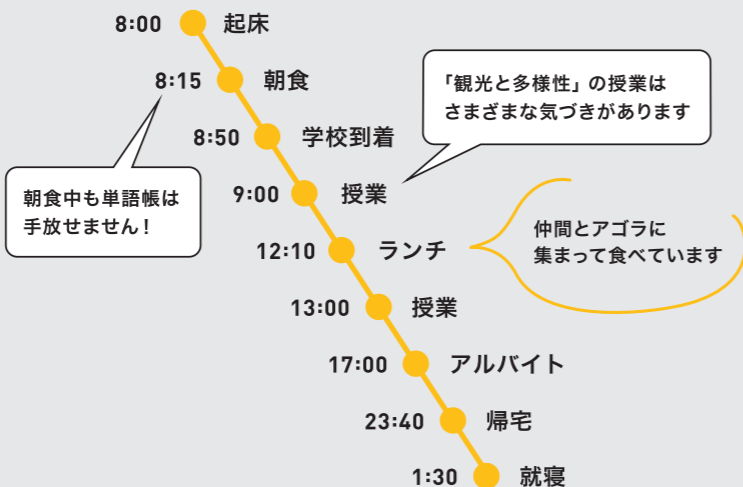 8:00 起床
8:15 朝食
「観光と多様性」の授業は
さまざまな気づきがあります
8:50 学校到着
朝食中も単語帳は
手放せません！
9:00 授業
12:10 ランチ
仲間とアゴラに
集まって食べています
13:00 授業
17:00 アルバイト
23:40 帰宅
1:30 就寝